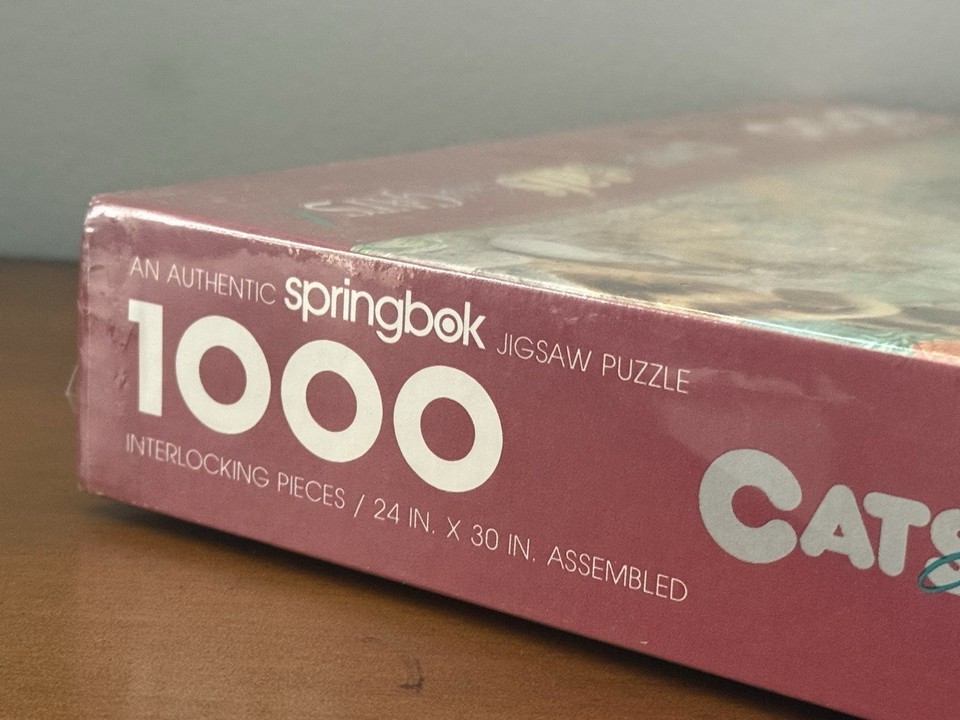 AN AUTHENTIC springbok JIGSAW PUZZLE
1000
INTERLOCKING PIECES / 24 IN. X 30 IN. ASSEMBLED
CATS